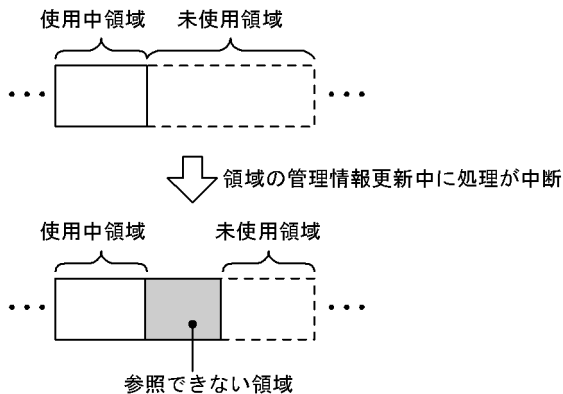 使用中領域 未使用領域
・・・ ・・・
領域の管理情報更新中に処理が中断
使用中領域 未使用領域
・・・ ・・・
参照できない領域